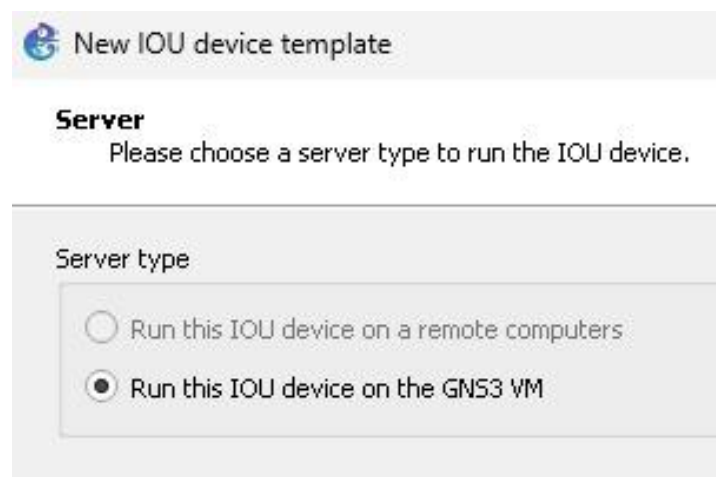 New IOU device template
Server
Please choose a server type to run the IOU device.
Server type
Run this IOU device on a remote computers
Run this IOU device on the GNS3 VM